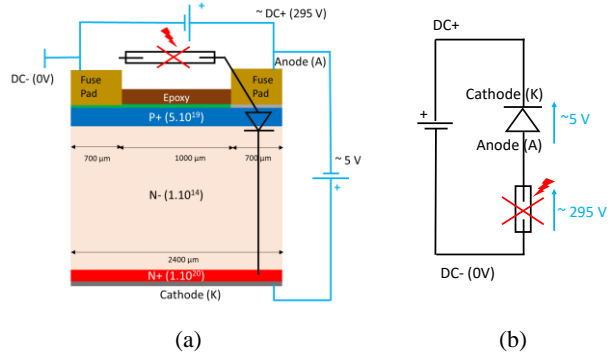 ~ DC+ (295 V)
+
DC- (0V)
Anode (A)
Fuse Pad
Epoxy
Fuse Pad
P+ (5.10¹⁹)
700 µm
1000 µm
700 µm
~ 5 V
+
N- (1.10¹⁴)
2400 µm
N+ (1.10²⁰)
Cathode (K)
(a)
DC+
Cathode (K)
+
~5 V
Anode (A)
~ 295 V
DC- (0V)
(b)